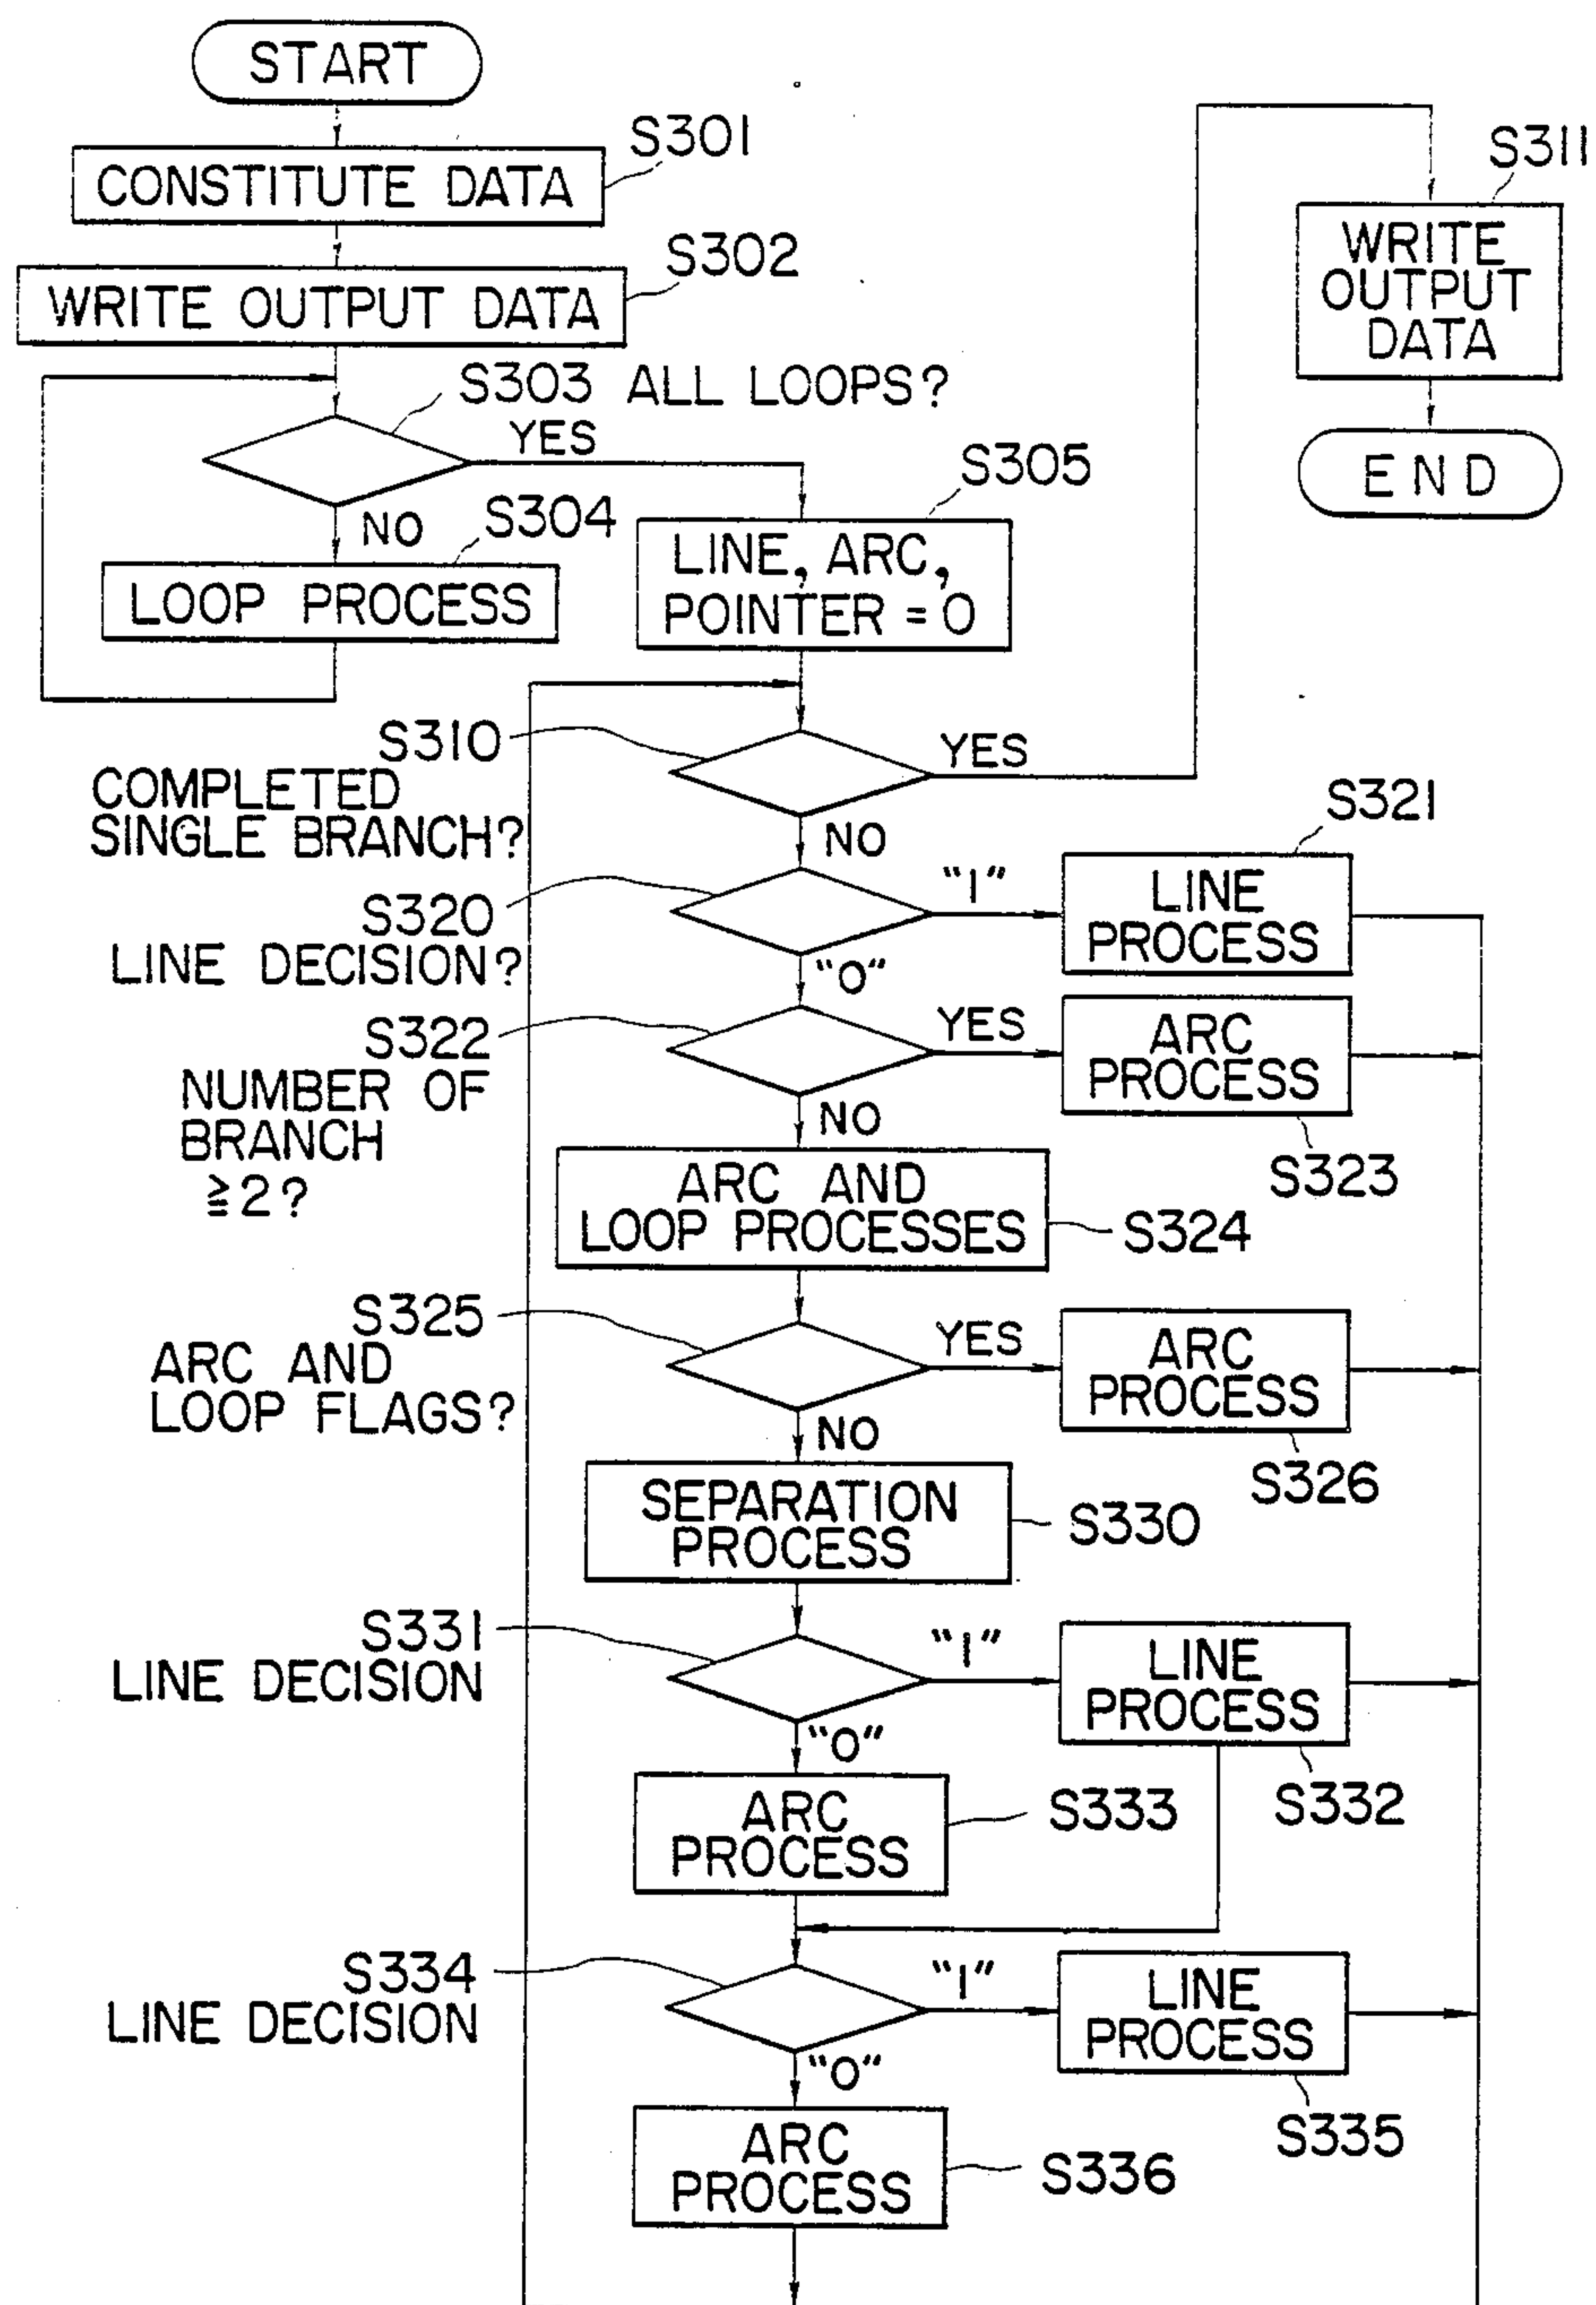 START
S301
CONSTITUTE DATA
S302
WRITE OUTPUT DATA
S303 ALL LOOPS?
YES
NO
S304
LOOP PROCESS
S305
LINE, ARC,
POINTER = 0
S311
WRITE
OUTPUT
DATA
END
S310
COMPLETED
SINGLE BRANCH?
YES
NO
S320
LINE DECISION?
"1"
S321
LINE
PROCESS
"0"
S322
NUMBER OF
BRANCH
≧2?
YES
ARC
PROCESS
S323
NO
ARC AND
LOOP PROCESSES
S324
S325
ARC AND
LOOP FLAGS?
YES
ARC
PROCESS
S326
NO
SEPARATION
PROCESS
S330
S331
LINE DECISION
"1"
LINE
PROCESS
S332
"0"
ARC
PROCESS
S333
S334
LINE DECISION
"1"
LINE
PROCESS
S335
"0"
ARC
PROCESS
S336